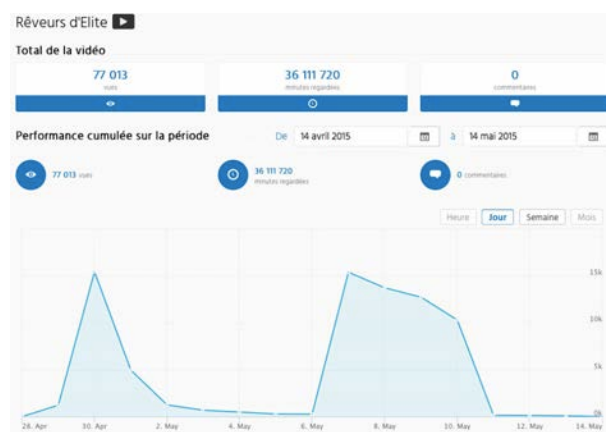 Rêveurs d'Elite
Total de la vidéo
77 013
vues
36 111 720
minutes regardées
0
commentaires
Performance cumulée sur la période
De 14 avril 2015 à 14 mai 2015
77 013 vues
36 111 720
minutes regardées
0 commentaires
Heure Jour Semaine Mois
15k
10k
5k
0k
28. Apr 30. Apr 2. May 4. May 6. May 8. May 10. May 12. May 14. May